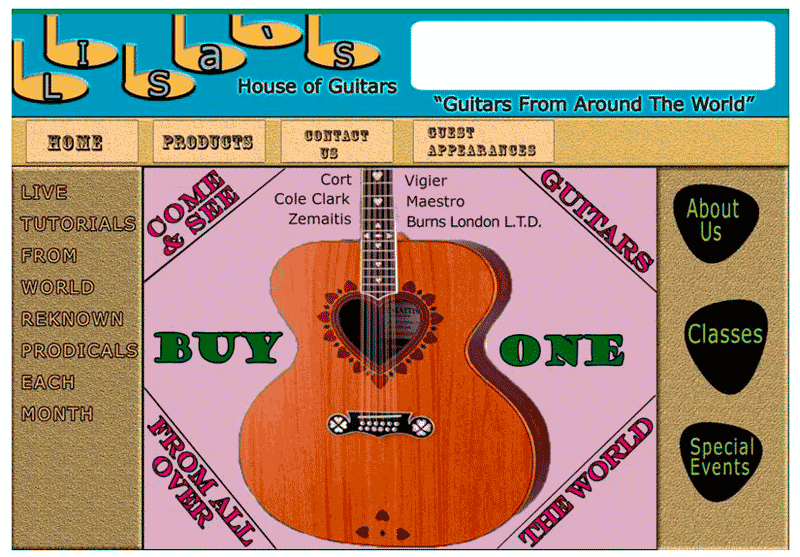 Lisa's
House of Guitars
"Guitars From Around The World"
HOME
PRODUCTS
CONTACT
US
GUEST
APPEARANCES
LIVE
TUTORIALS
FROM
WORLD
REKNOWN
PRODICALS
EACH
MONTH
COME
& SEE
Cort
Cole Clark
Zemaitis
Vigier
Maestro
Burns London L.T.D.
GUITARS
BUY
ONE
FROM ALL
OVER
THE WORLD
About
Us
Classes
Special
Events